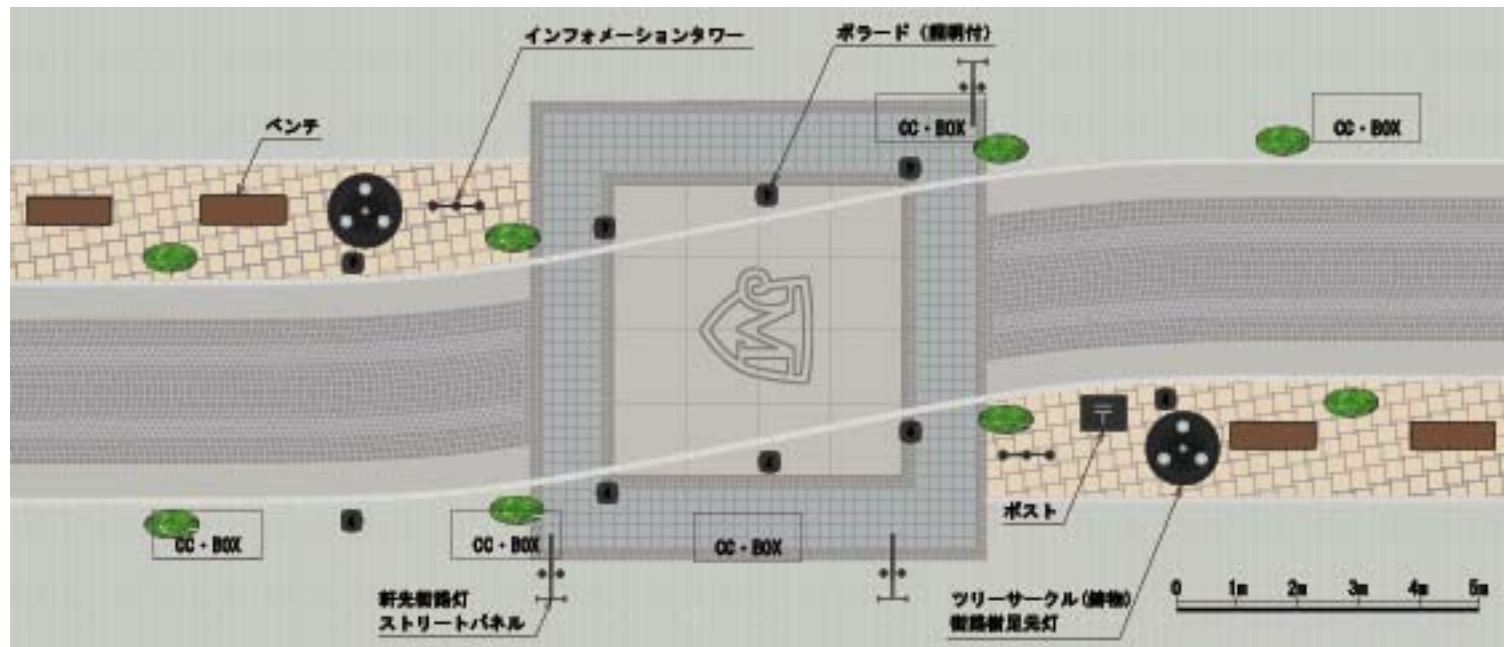 インフォメーションタワー
ボラード（照明付）
ベンチ
CC・BOX
CC・BOX
ポスト
CC・BOX
CC・BOX
CC・BOX
軒先街路灯
ストリートパネル
ツリーサークル(鋳物)
街路樹足元灯
0 1m 2m 3m 4m 5m